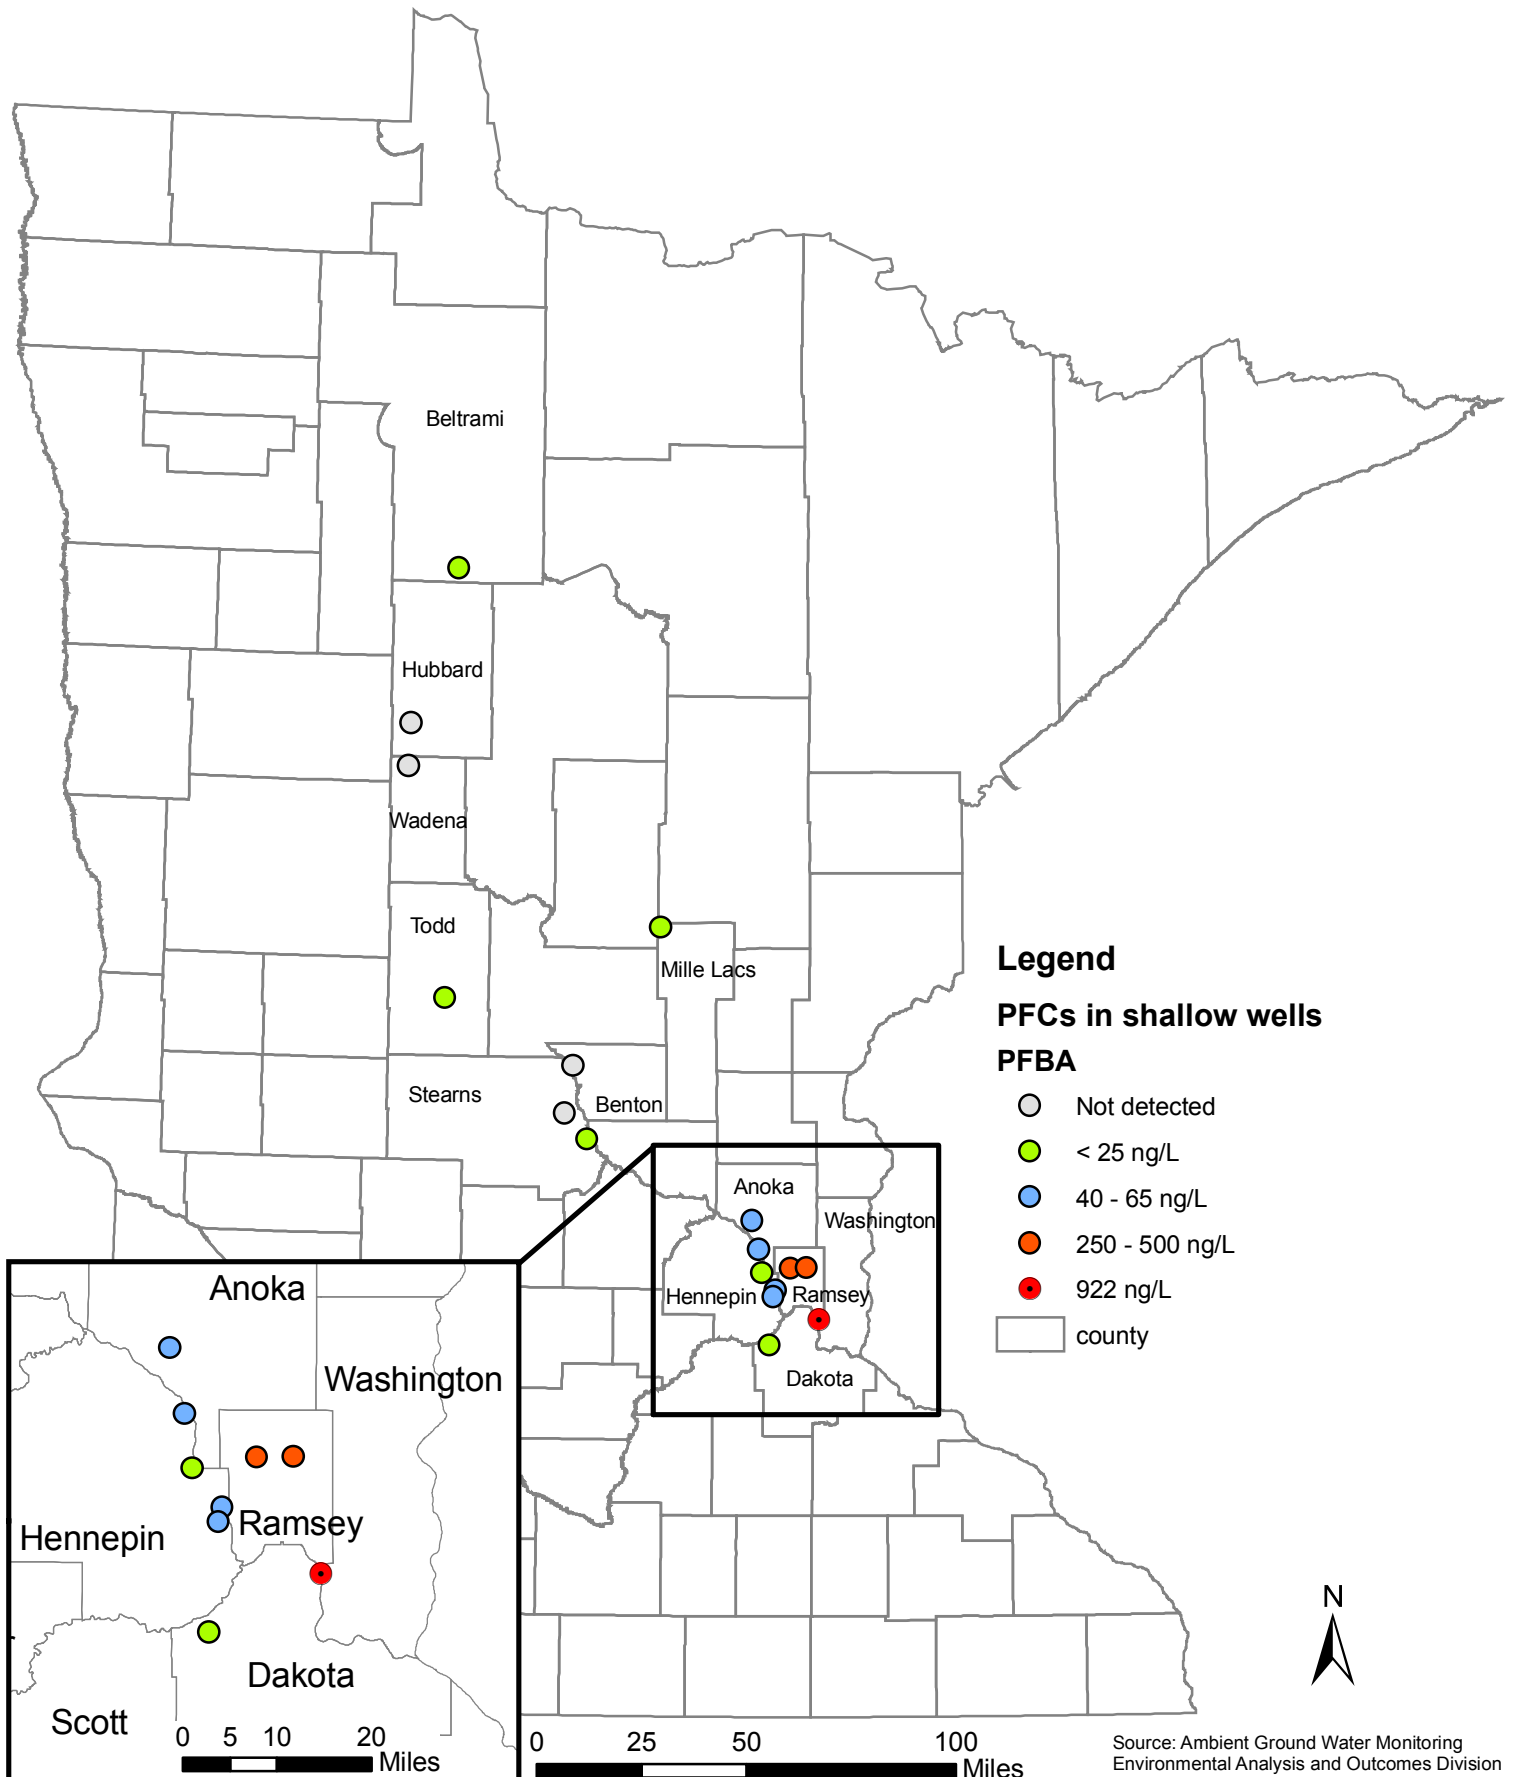 Beltrami
Hubbard
Wadena
Todd
Mille Lacs
Stearns
Benton
Anoka
Washington
Hennepin
Ramsey
Dakota
Legend
PFCs in shallow wells
PFBA
Not detected
< 25 ng/L
40 - 65 ng/L
250 - 500 ng/L
922 ng/L
county
Anoka
Washington
Hennepin
Ramsey
Dakota
Scott
0 5 10 20
Miles
0 25 50 100
Miles
N
Source: Ambient Ground Water Monitoring
Environmental Analysis and Outcomes Division